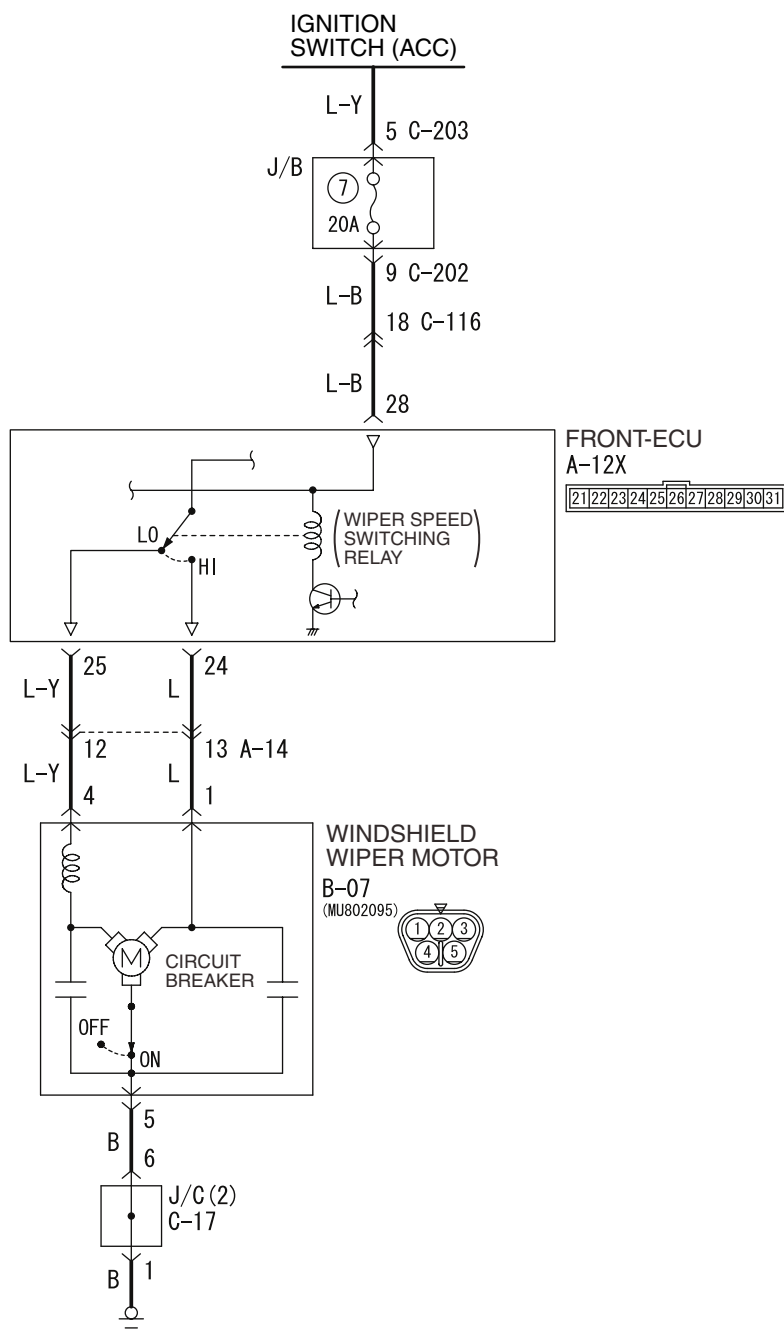 IGNITION
SWITCH (ACC)
L-Y
5 C-203
J/B
7
20A
9 C-202
L-B
18 C-116
L-B
28
FRONT-ECU
A-12X
21 22 23 24 25 26 27 28 29 30 31
LO
HI
(WIPER SPEED
SWITCHING
RELAY)
25
24
L-Y
L
12
13 A-14
L-Y
L
4
1
WINDSHIELD
WIPER MOTOR
B-07
(MU802095)
1 2 3
4 5
M
CIRCUIT
BREAKER
OFF
ON
5
B
6
J/C(2)
C-17
1
B